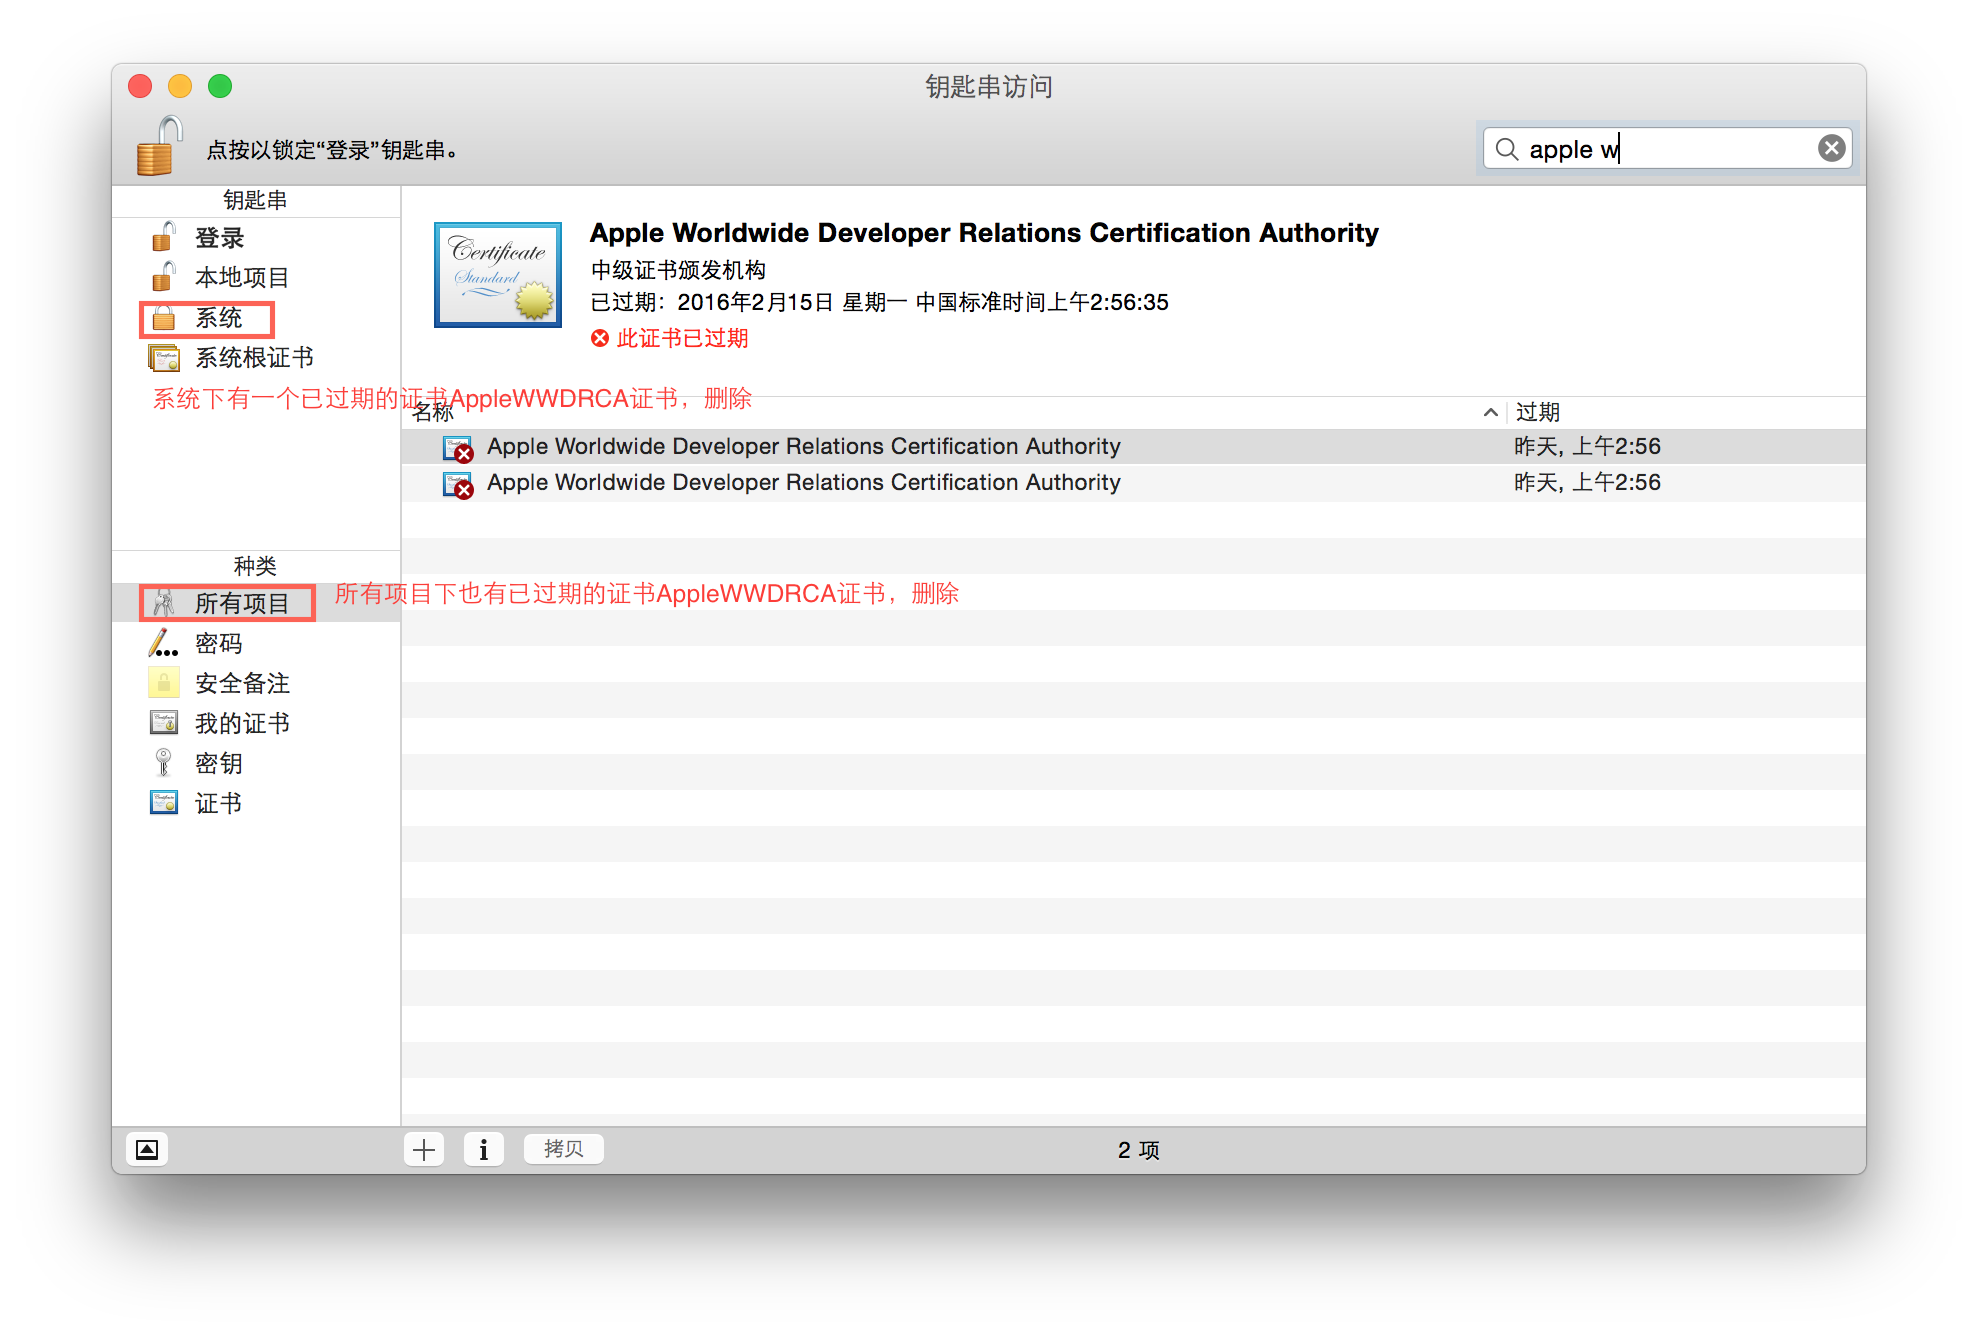 钥匙串访问
点按以锁定“登录”钥匙串。
apple w
钥匙串
登录
本地项目
系统
系统根证书
系统下有一个已过期的证书AppleWWDRCA证书，删除
Certificate
Standard
Apple Worldwide Developer Relations Certification Authority
中级证书颁发机构
已过期：2016年2月15日 星期一 中国标准时间上午2:56:35
此证书已过期
名称 过期
Apple Worldwide Developer Relations Certification Authority 昨天, 上午2:56
Apple Worldwide Developer Relations Certification Authority 昨天, 上午2:56
种类
所有项目
所有项目下也有已过期的证书AppleWWDRCA证书，删除
密码
安全备注
我的证书
密钥
证书
拷贝
2 项